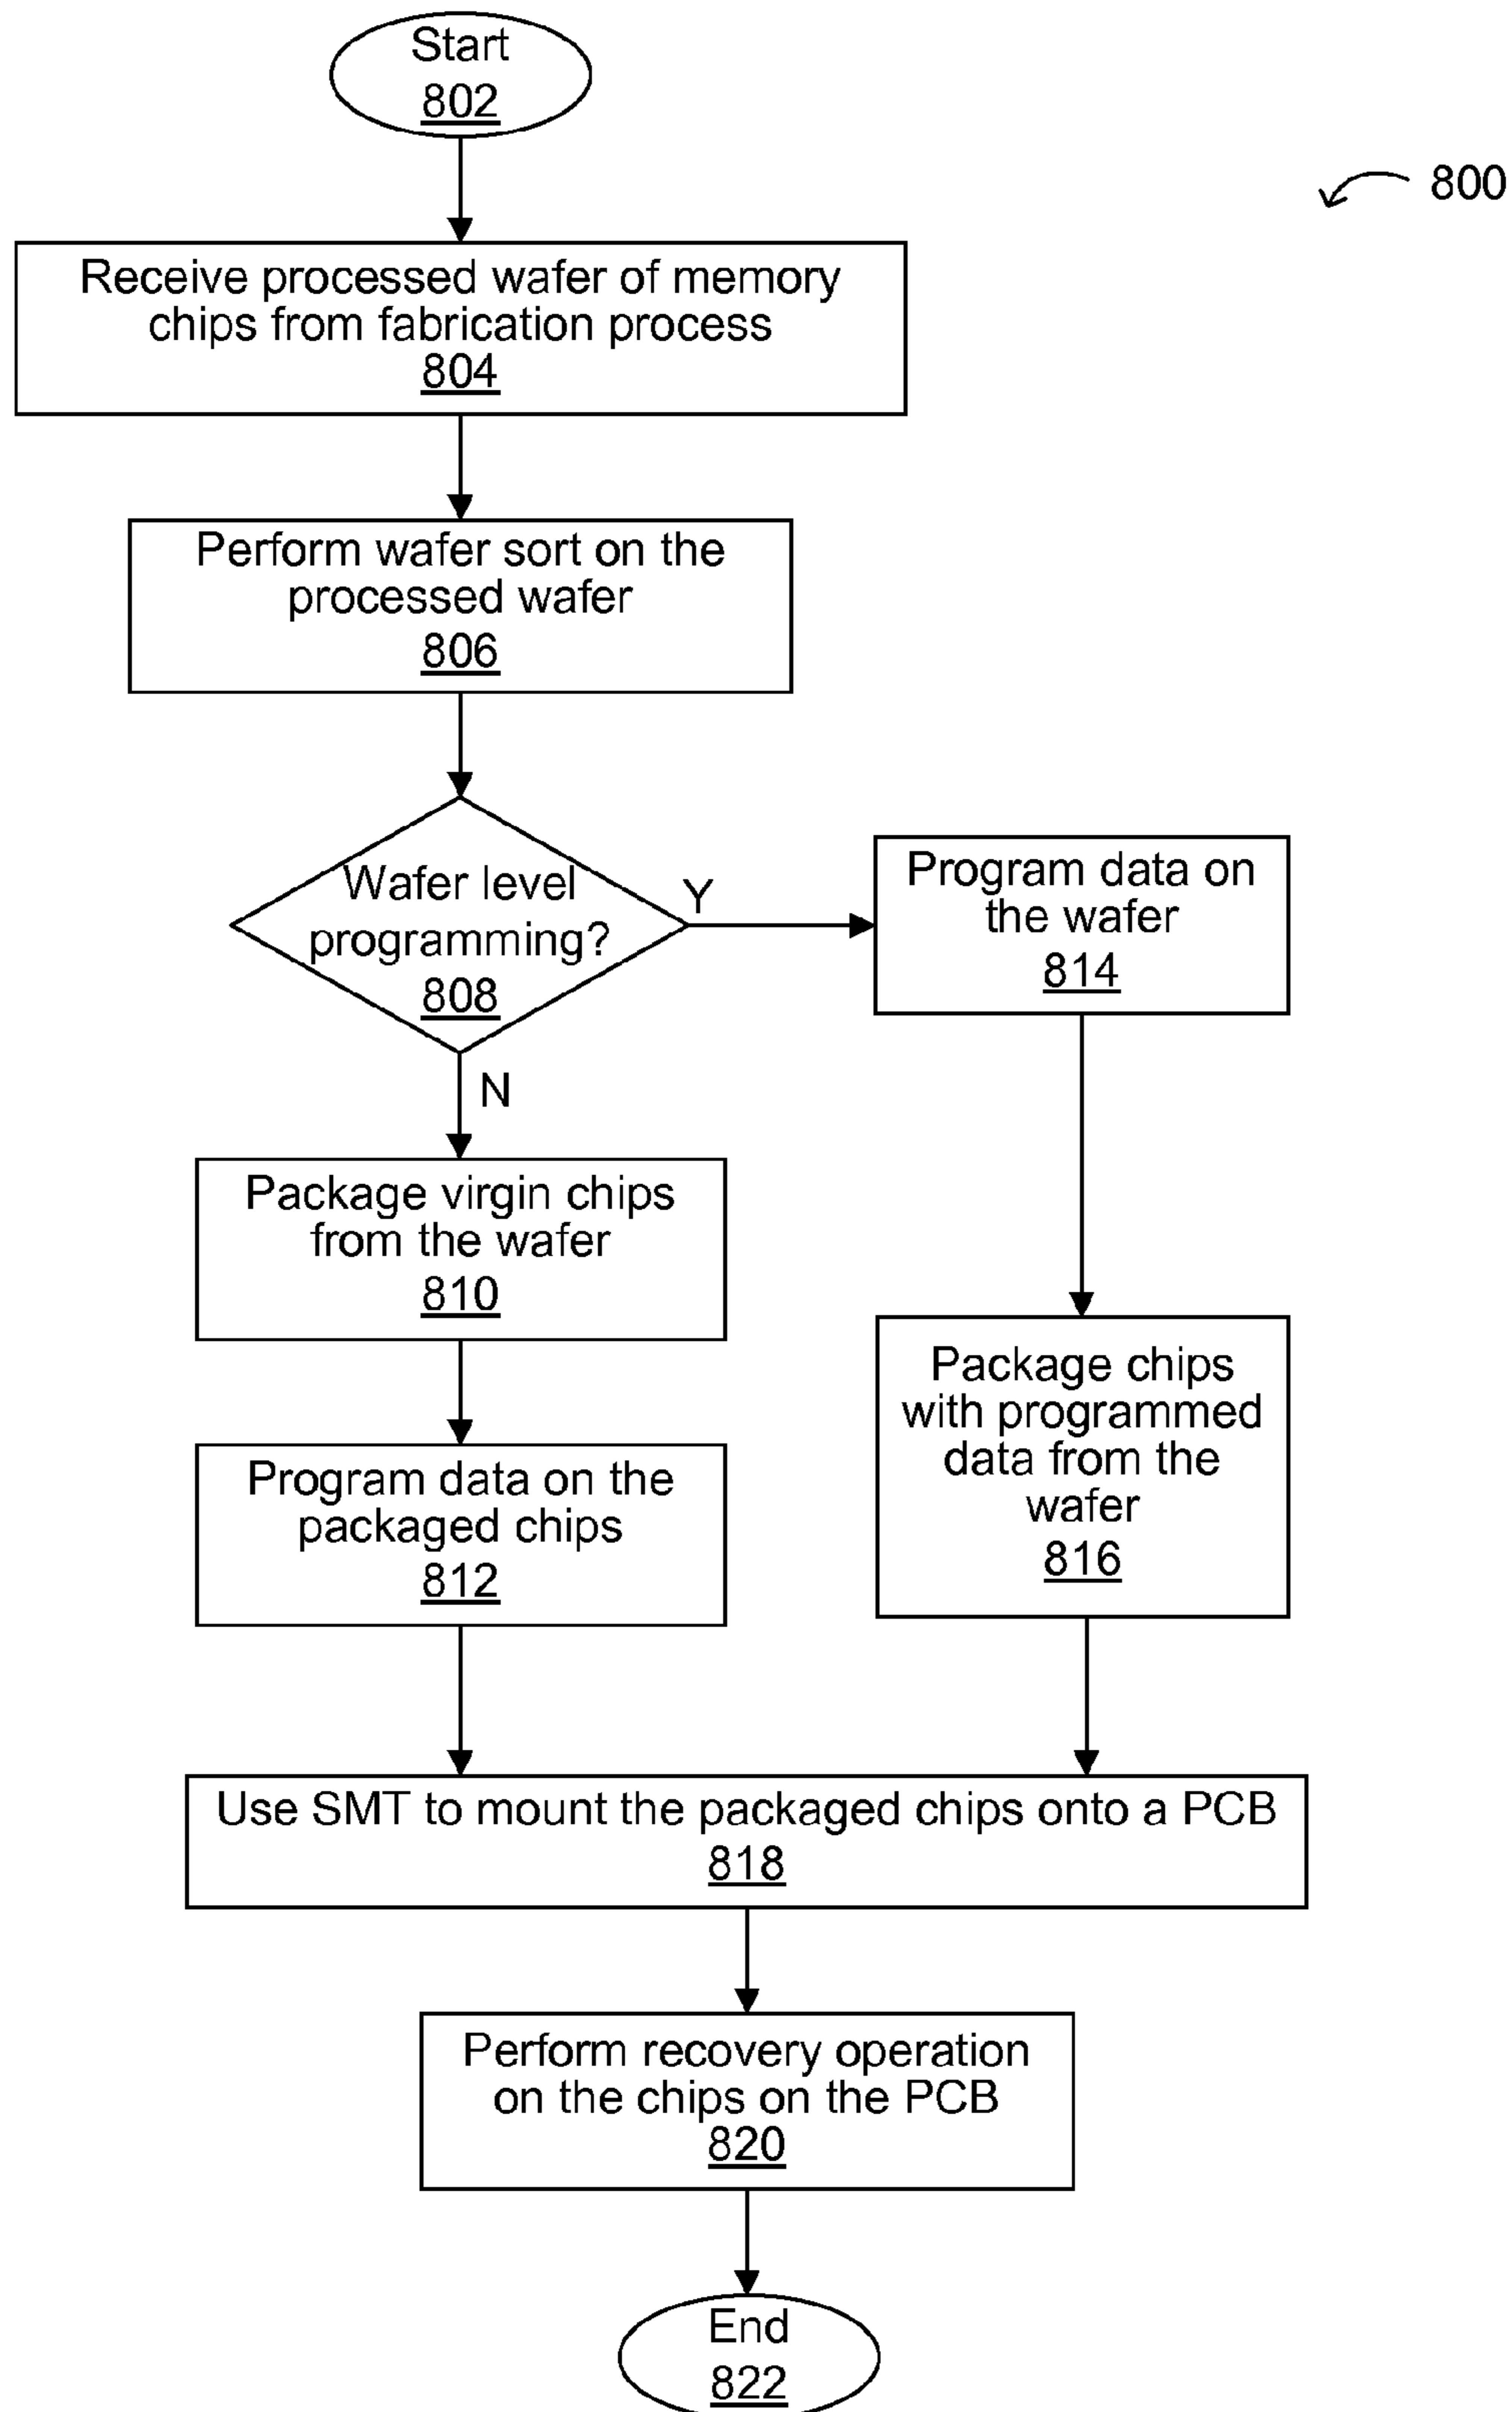 Start
802
800
Receive processed wafer of memory
chips from fabrication process
804
Perform wafer sort on the
processed wafer
806
Wafer level
programming?
808
Y
Program data on
the wafer
814
N
Package virgin chips
from the wafer
810
Package chips
with programmed
data from the
wafer
816
Program data on the
packaged chips
812
Use SMT to mount the packaged chips onto a PCB
818
Perform recovery operation
on the chips on the PCB
820
End
822